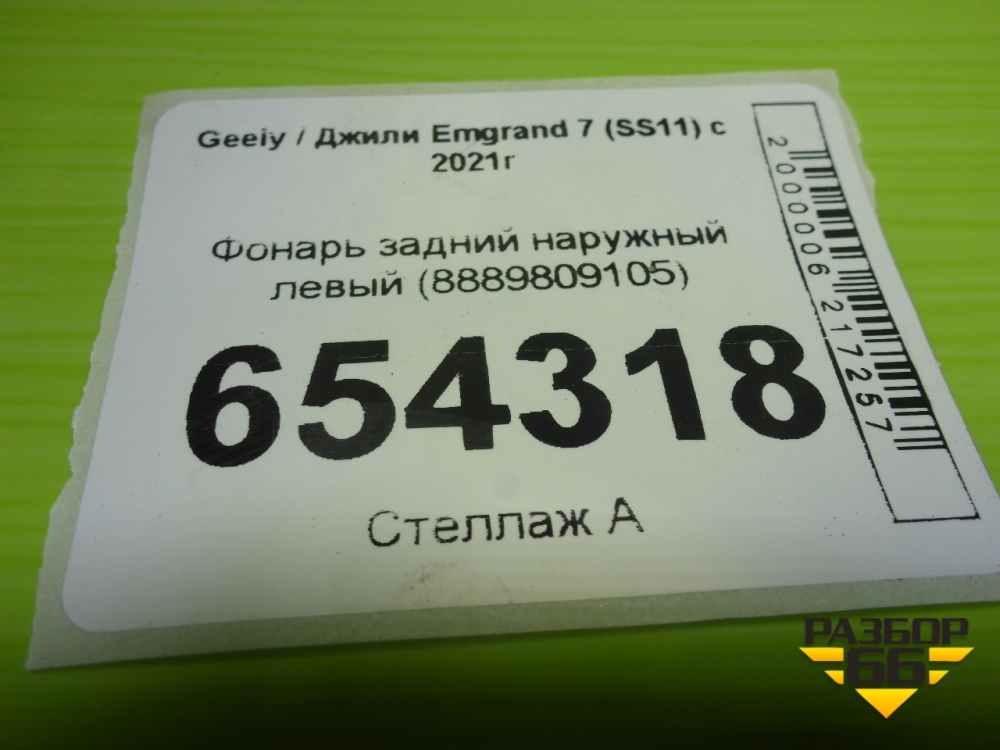 Geeiy / Джили Emgrand 7 (SS11) с
2021г
Фонарь задний наружный
левый (8889809105)
654318
Стеллаж А
2000006217257
РАЗБОР
66